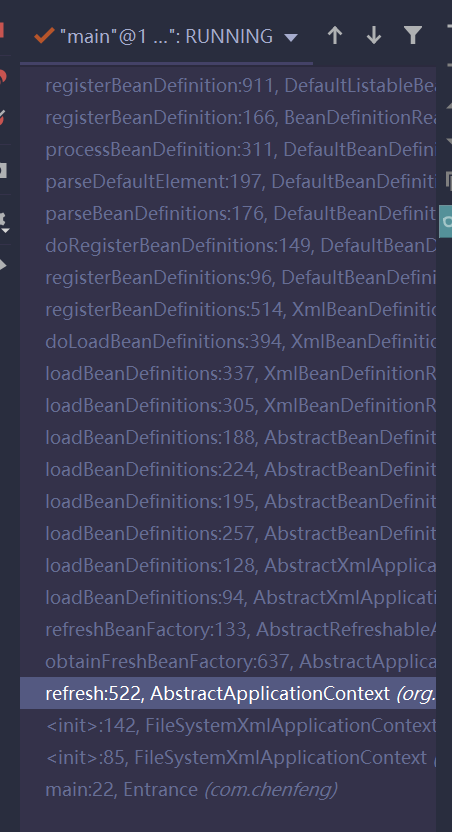 "main"@1 ...": RUNNING
registerBeanDefinition:911, DefaultListableBea
registerBeanDefinition:166, BeanDefinitionRea
processBeanDefinition:311, DefaultBeanDefini
parseDefaultElement:197, DefaultBeanDefiniti
parseBeanDefinitions:176, DefaultBeanDefinit
doRegisterBeanDefinitions:149, DefaultBeanD
registerBeanDefinitions:96, DefaultBeanDefini
registerBeanDefinitions:514, XmlBeanDefinitio
doLoadBeanDefinitions:394, XmlBeanDefinitio
loadBeanDefinitions:337, XmlBeanDefinitionR
loadBeanDefinitions:305, XmlBeanDefinitionR
loadBeanDefinitions:188, AbstractBeanDefinit
loadBeanDefinitions:224, AbstractBeanDefinit
loadBeanDefinitions:195, AbstractBeanDefinit
loadBeanDefinitions:257, AbstractBeanDefinit
loadBeanDefinitions:128, AbstractXmlApplica
loadBeanDefinitions:94, AbstractXmlApplicati
refreshBeanFactory:133, AbstractRefreshableA
obtainFreshBeanFactory:637, AbstractApplica
refresh:522, AbstractApplicationContext (org.
<init>:142, FileSystemXmlApplicationContext
<init>:85, FileSystemXmlApplicationContext (
main:22, Entrance (com.chenfeng)